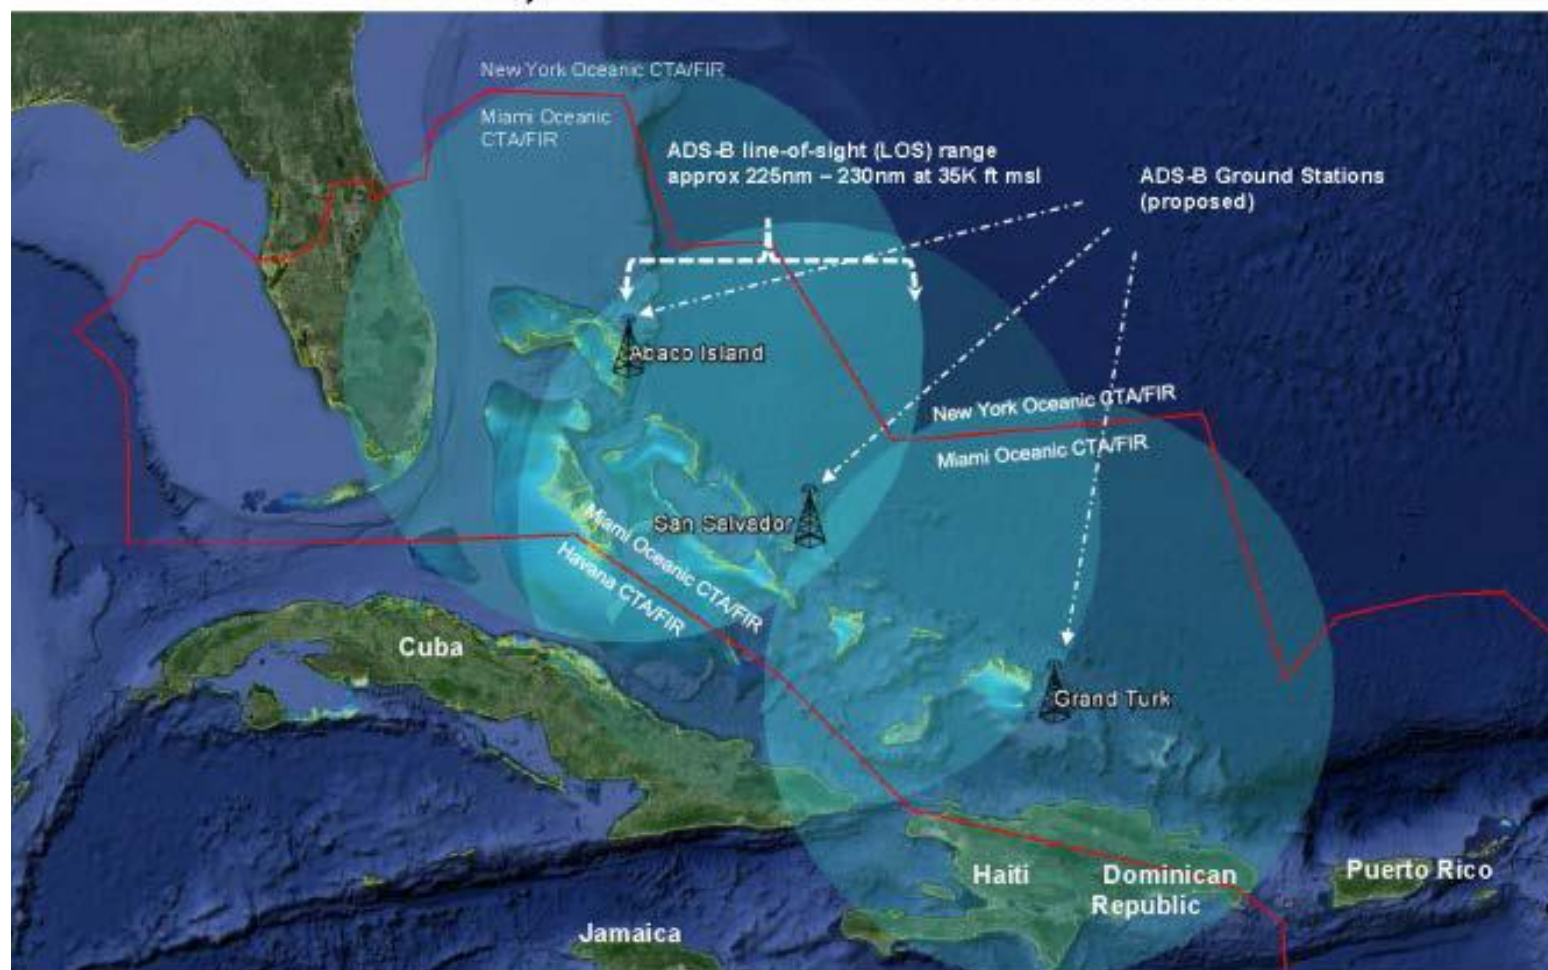 New York Oceanic CTA/FIR
Miami Oceanic
CTA/FIR
ADS-B line-of-sight (LOS) range
approx 225nm – 230nm at 35K ft msl
ADS-B Ground Stations
(proposed)
Abaco Island
New York Oceanic CTA/FIR
Miami Oceanic CTA/FIR
San Salvador
Miami Oceanic CTA/FIR
Havana CTA/FIR
Cuba
Grand Turk
Haiti
Dominican
Republic
Puerto Rico
Jamaica